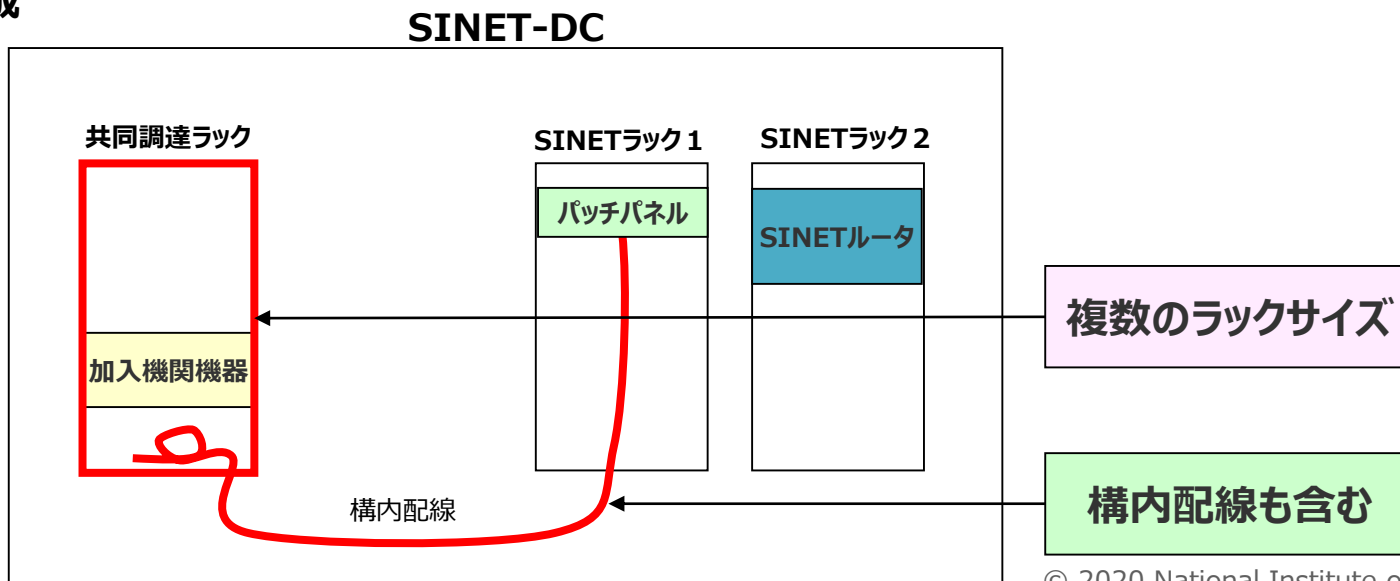 SINET-DC
共同調達ラック
SINETラック１
SINETラック２
パッチパネル
SINETルータ
複数のラックサイズ
加入機関機器
構内配線
構内配線も含む
© 2020 National Institute